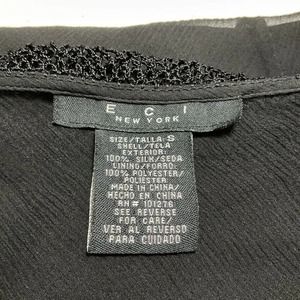 E C I
NEW YORK
SIZE/TALLA: S
SHELL/TELA
EXTERIOR:
100% SILK/SEDA
LINING/FORRO:
100% POLYESTER/
POLIESTER
MADE IN CHINA/
HECHO EN CHINA
RN# 101276
SEE REVERSE
FOR CARE/
VER AL REVERSO
PARA CUIDADO